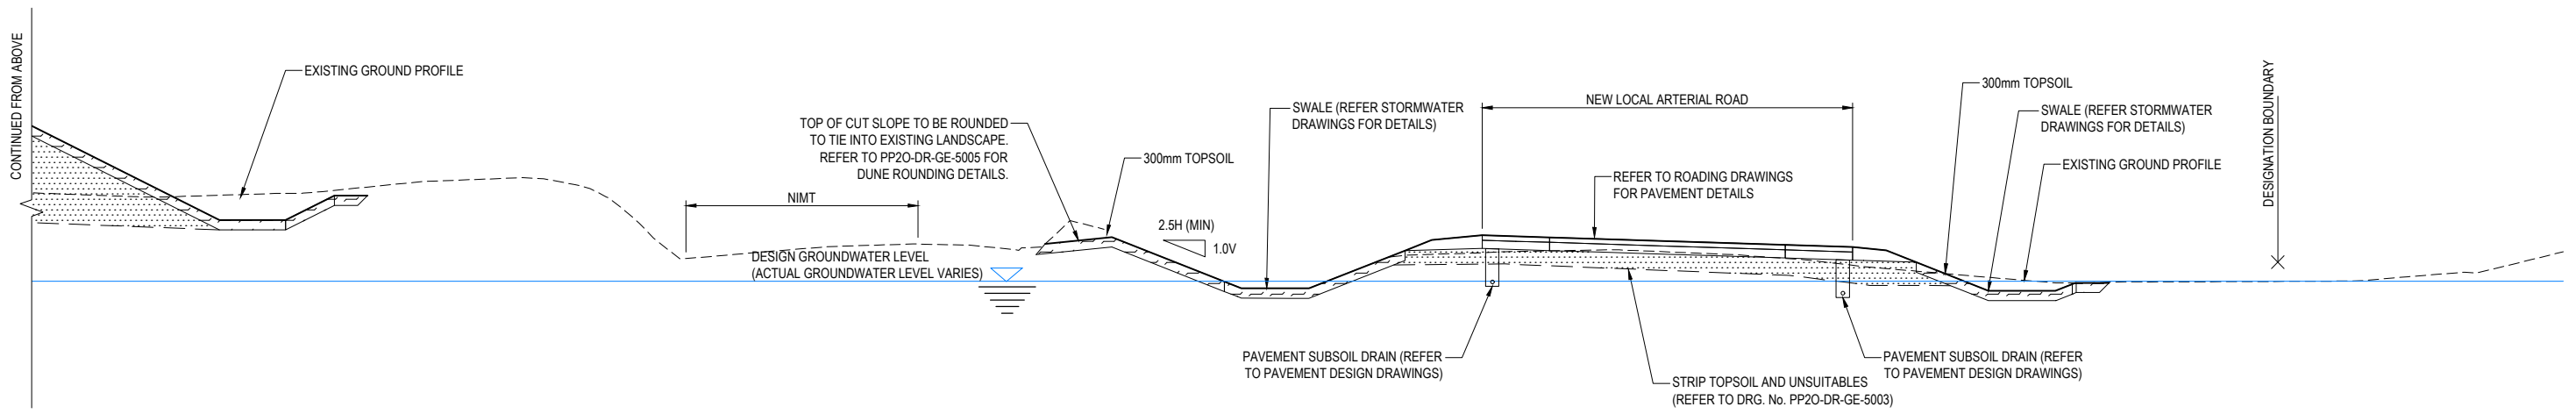 CONTINUED FROM ABOVE
EXISTING GROUND PROFILE
TOP OF CUT SLOPE TO BE ROUNDED
TO TIE INTO EXISTING LANDSCAPE.
REFER TO PP2O-DR-GE-5005 FOR
DUNE ROUNDING DETAILS.
300mm TOPSOIL
NIMT
DESIGN GROUNDWATER LEVEL
(ACTUAL GROUNDWATER LEVEL VARIES)
2.5H (MIN)
1.0V
SWALE (REFER STORMWATER
DRAWINGS FOR DETAILS)
NEW LOCAL ARTERIAL ROAD
REFER TO ROADING DRAWINGS
FOR PAVEMENT DETAILS
300mm TOPSOIL
SWALE (REFER STORMWATER
DRAWINGS FOR DETAILS)
EXISTING GROUND PROFILE
DESIGNATION BOUNDARY
PAVEMENT SUBSOIL DRAIN (REFER
TO PAVEMENT DESIGN DRAWINGS)
STRIP TOPSOIL AND UNSUITABLES
(REFER TO DRG. No. PP2O-DR-GE-5003)
PAVEMENT SUBSOIL DRAIN (REFER
TO PAVEMENT DESIGN DRAWINGS)